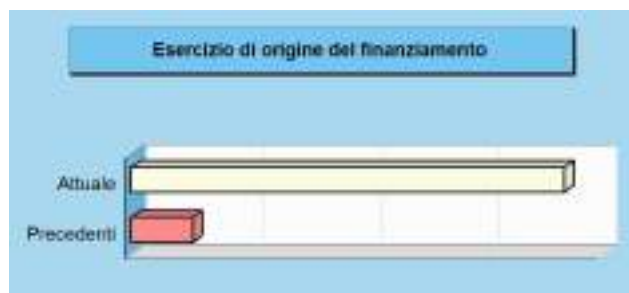 Esercizio di origine del finanziamento
Attuale
Precedenti